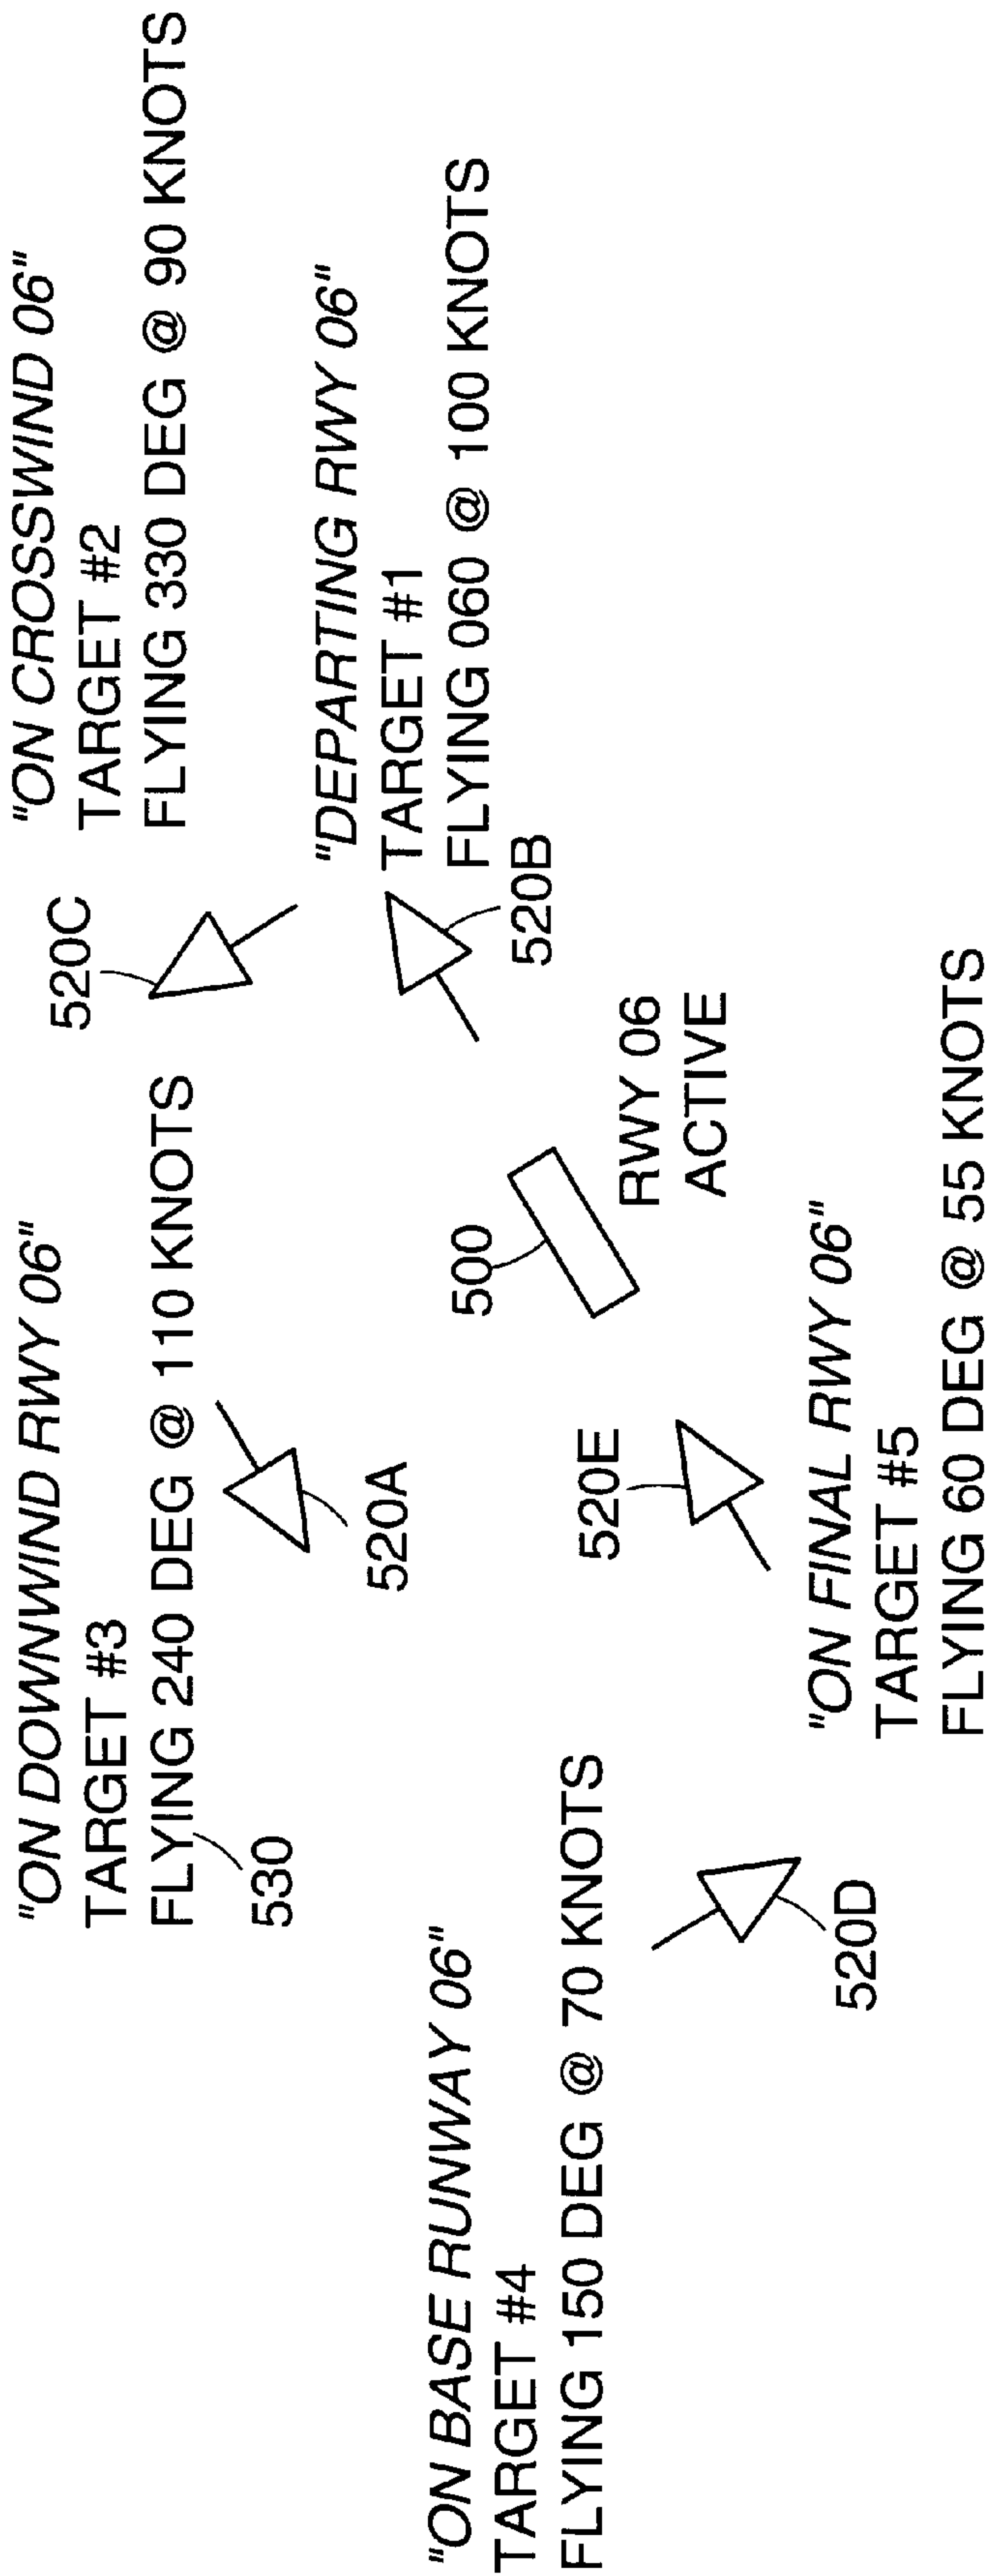 "ON CROSSWIND 06"
TARGET #2
FLYING 330 DEG @ 90 KNOTS
520C
"ON DOWNWIND RWY 06"
TARGET #3
FLYING 240 DEG @ 110 KNOTS
530
520A
"DEPARTING RWY 06"
TARGET #1
FLYING 060 @ 100 KNOTS
520B
500
RWY 06
ACTIVE
"ON BASE RUNWAY 06"
TARGET #4
FLYING 150 DEG @ 70 KNOTS
520D
520E
"ON FINAL RWY 06"
TARGET #5
FLYING 60 DEG @ 55 KNOTS